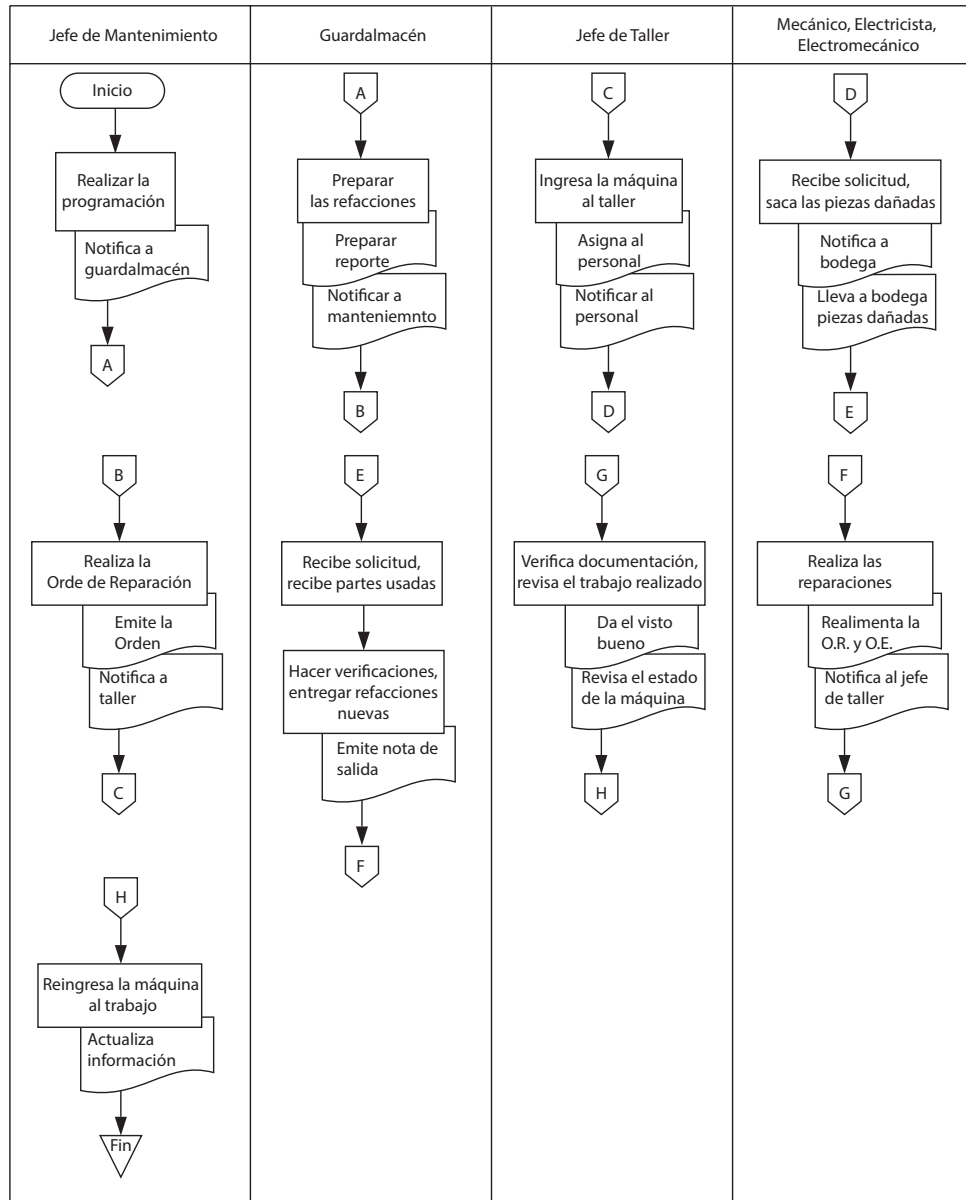 Jefe de Mantenimiento
Guardalmacén
Jefe de Taller
Mecánico, Electricista,
Electromecánico
Inicio
Realizar la
programación
Notifica a
guardalmacén
A
B
Realiza la
Orde de Reparación
Emite la
Orden
Notifica a
taller
C
H
Reingresa la máquina
al trabajo
Actualiza
información
Fin
A
Preparar
las refacciones
Preparar
reporte
Notificar a
manteniemnto
B
E
Recibe solicitud,
recibe partes usadas
Hacer verificaciones,
entregar refacciones
nuevas
Emite nota de
salida
F
C
Ingresa la máquina
al taller
Asigna al
personal
Notificar al
personal
D
G
Verifica documentación,
revisa el trabajo realizado
Da el visto
bueno
Revisa el estado
de la máquina
H
D
Recibe solicitud,
saca las piezas dañadas
Notifica a
bodega
Lleva a bodega
piezas dañadas
E
F
Realiza las
reparaciones
Realimenta la
O.R. y O.E.
Notifica al jefe
de taller
G